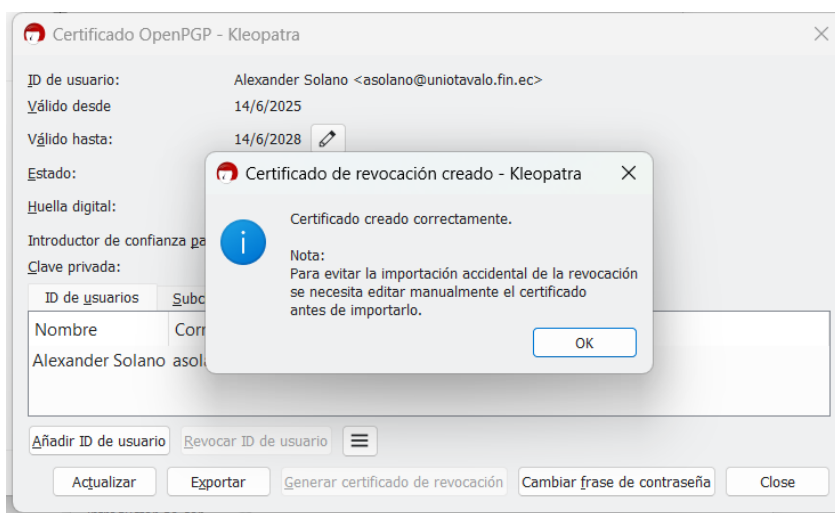 Certificado OpenPGP - Kleopatra
ID de usuario: Alexander Solano <asolano@uniotavalo.fin.ec>
Válido desde 14/6/2025
Válido hasta: 14/6/2028
Estado:
Huella digital:
Introductor de confianza pa
Clave privada:
Certificado de revocación creado - Kleopatra
Certificado creado correctamente.
Nota:
Para evitar la importación accidental de la revocación
se necesita editar manualmente el certificado
antes de importarlo.
OK
ID de usuarios Subc
Nombre Corr
Alexander Solano asol
Añadir ID de usuario Revocar ID de usuario
Actualizar Exportar Generar certificado de revocación Cambiar frase de contraseña Close